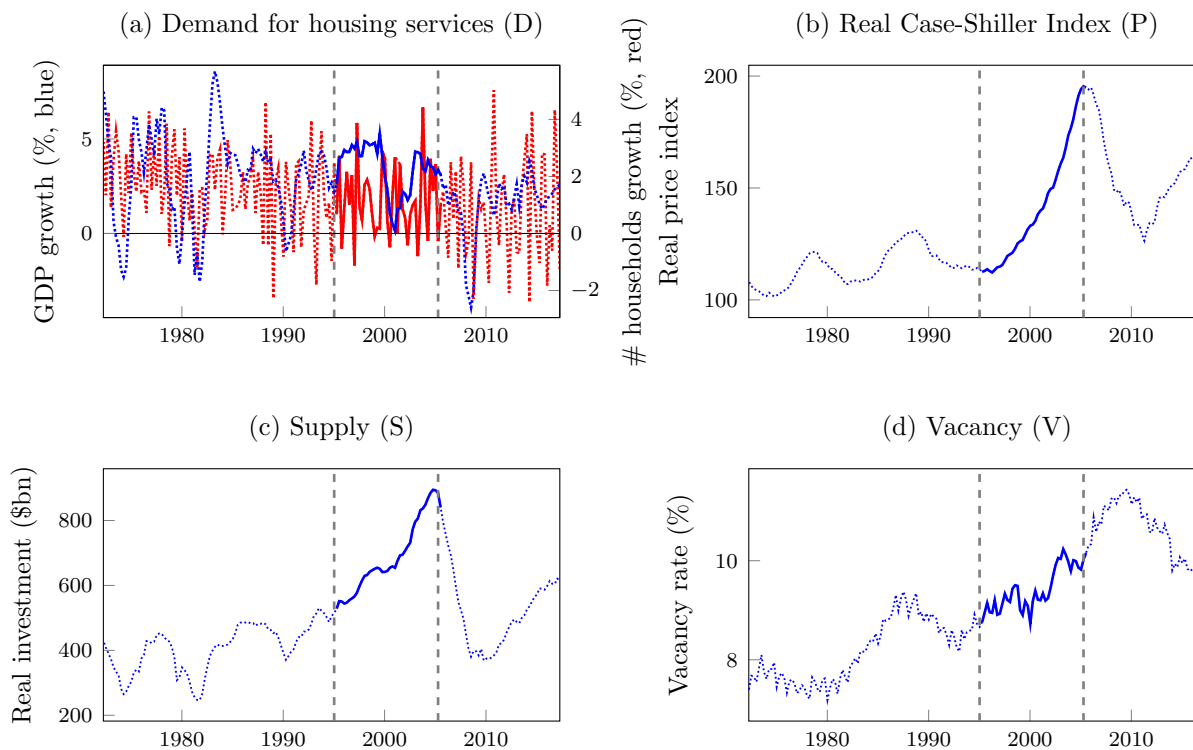 (a) Demand for housing services (D)
GDP growth (%, blue)
5
0
4
2
0
−2
# households growth (%, red)
1980 1990 2000 2010
(b) Real Case-Shiller Index (P)
Real price index
200
150
100
1980 1990 2000 2010
(c) Supply (S)
Real investment ($bn)
800
600
400
200
1980 1990 2000 2010
(d) Vacancy (V)
Vacancy rate (%)
10
8
1980 1990 2000 2010